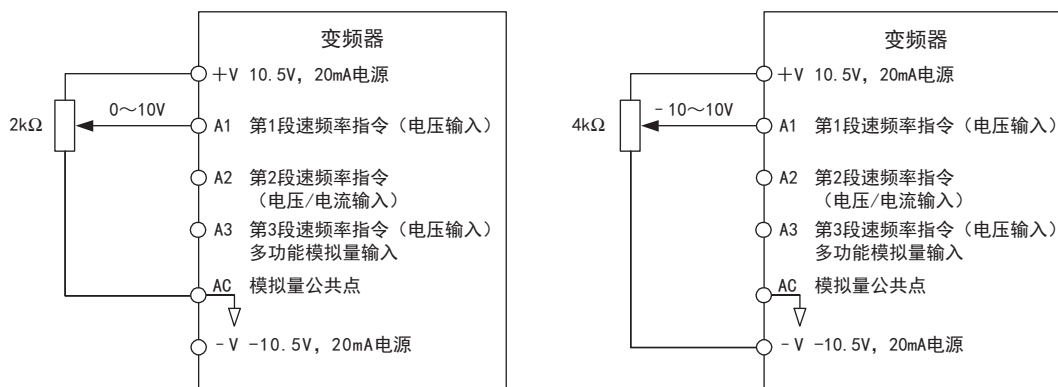 变频器
+V 10.5V, 20mA电源
0～10V
2kΩ
A1 第1段速频率指令（电压输入）
A2 第2段速频率指令
（电压/电流输入）
A3 第3段速频率指令（电压输入）
多功能模拟量输入
AC 模拟量公共点
-V -10.5V, 20mA电源
变频器
+V 10.5V, 20mA电源
-10～10V
4kΩ
A1 第1段速频率指令（电压输入）
A2 第2段速频率指令
（电压/电流输入）
A3 第3段速频率指令（电压输入）
多功能模拟量输入
AC 模拟量公共点
-V -10.5V, 20mA电源